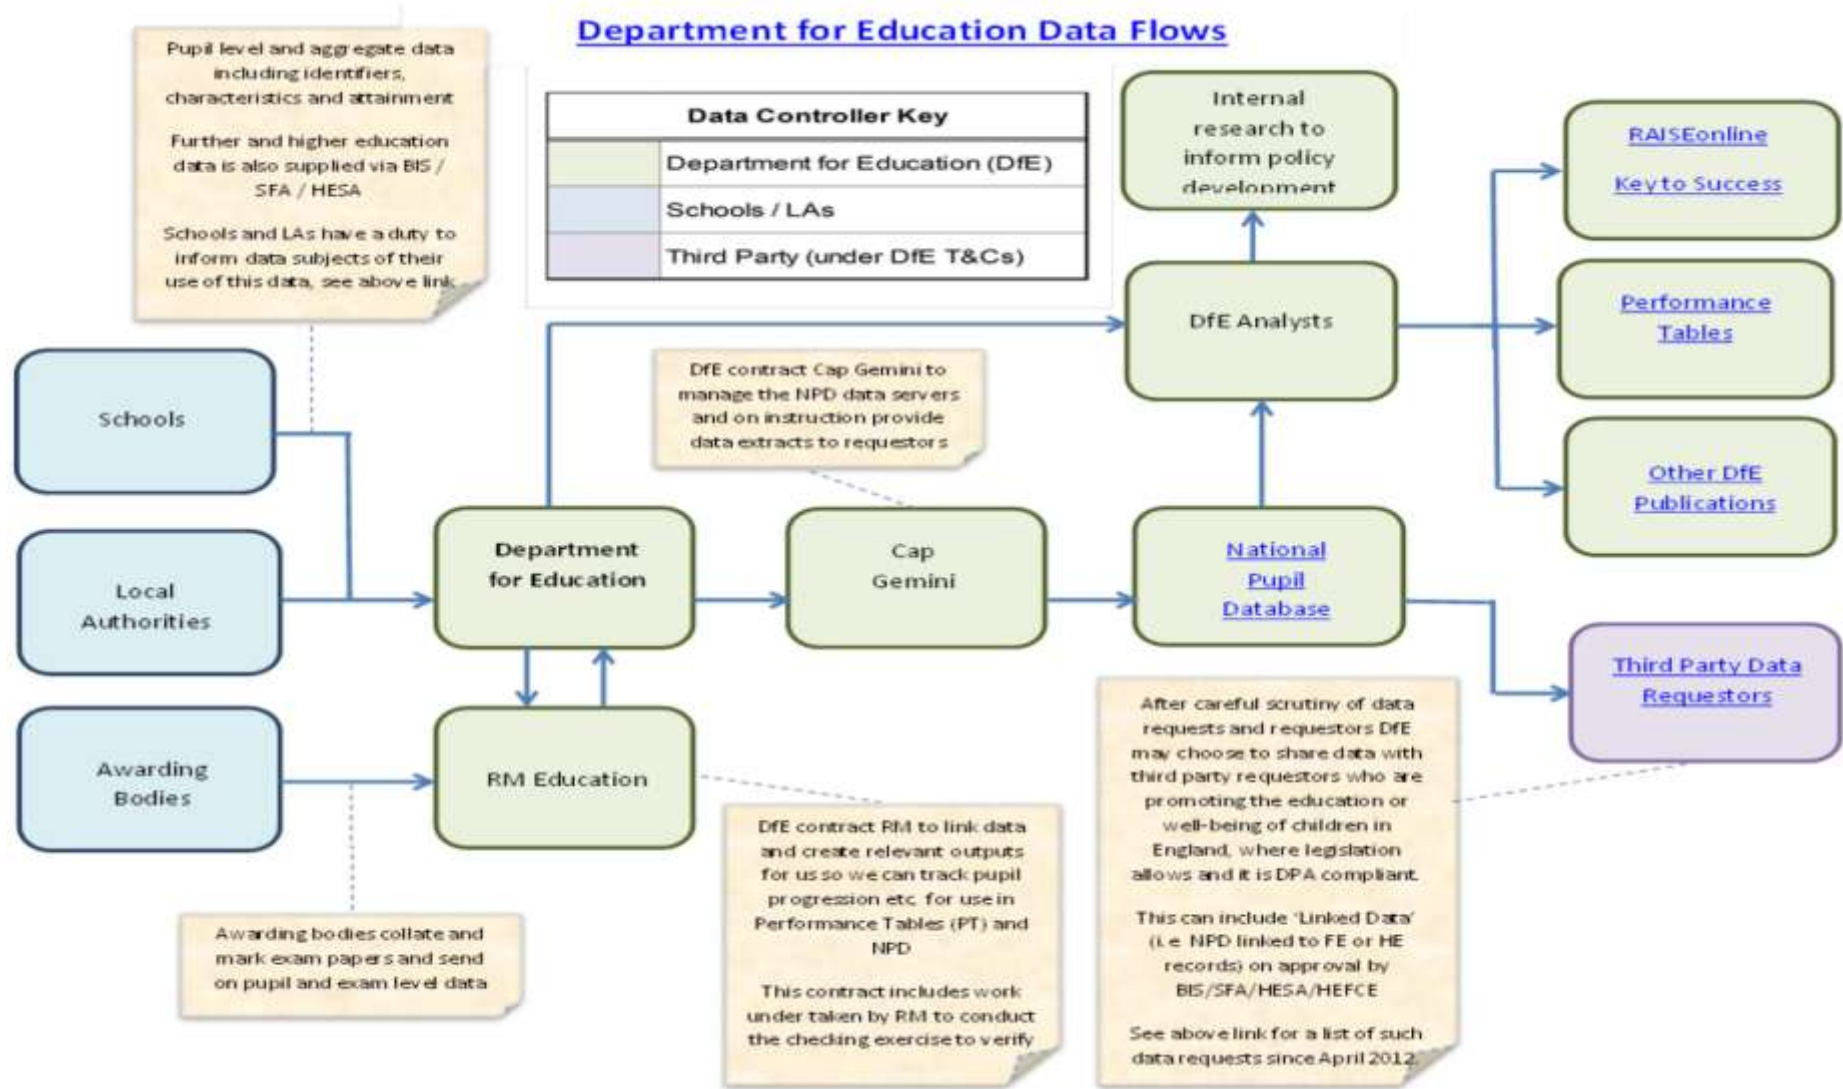 Department for Education Data Flows
Pupil level and aggregate data
including identifiers,
characteristics and attainment
Further and higher education
data is also supplied via BIS /
SFA / HESA
Schools and LAs have a duty to
inform data subjects of their
use of this data, see above link
Data Controller Key
Department for Education (DfE)
Schools / LAs
Third Party (under DfE T&Cs)
Internal
research to
inform policy
development
RAISEonline
Key to Success
DfE Analysts
Performance
Tables
Other DfE
Publications
Schools
DfE contract Cap Gemini to
manage the NPD data servers
and on instruction provide
data extracts to requestors
Local
Authorities
Department
for Education
Cap
Gemini
National
Pupil
Database
Third Party Data
Requestors
Awarding
Bodies
RM Education
Awarding bodies collate and
mark exam papers and send
on pupil and exam level data
DfE contract RM to link data
and create relevant outputs
for us so we can track pupil
progression etc. for use in
Performance Tables (PT) and
NPD
This contract includes work
under taken by RM to conduct
the checking exercise to verify
After careful scrutiny of data
requests and requestors DfE
may choose to share data with
third party requestors who are
promoting the education or
well-being of children in
England, where legislation
allows and it is DPA compliant.
This can include 'Linked Data'
(i.e NPD linked to FE or HE
records) on approval by
BIS/SFA/HESA/HEFCE
See above link for a list of such
data requests since April 2012.